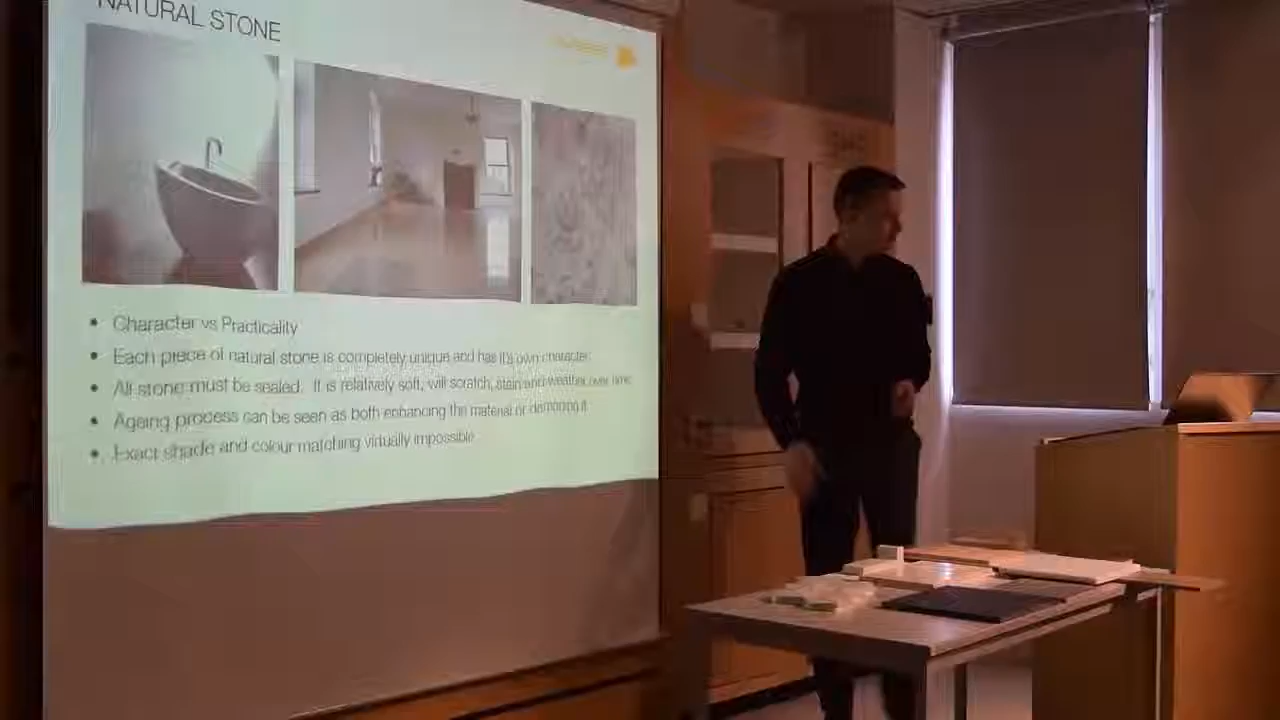 NATURAL STONE
• Character vs Practicality
• Each piece of natural stone is completely unique and has it's own character.
• All stone must be sealed. It is relatively soft, will scratch, stain and weather over time.
• Ageing process can be seen as both enhancing the material or damaging it.
• Exact shade and colour matching virtually impossible.